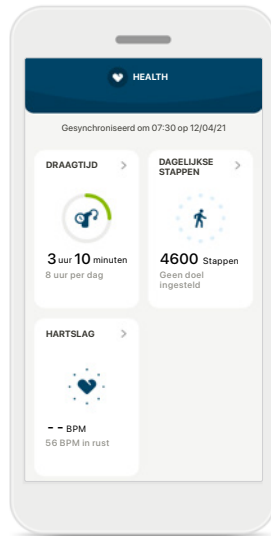 HEALTH
Gesynchroniseerd om 07:30 op 12/04/21
DRAAGTIJD
3 uur 10 minuten
8 uur per dag
DAGELIJKSE
STAPPEN
4600 Stappen
Geen doel
ingesteld
HARTSLAG
-- BPM
56 BPM in rust